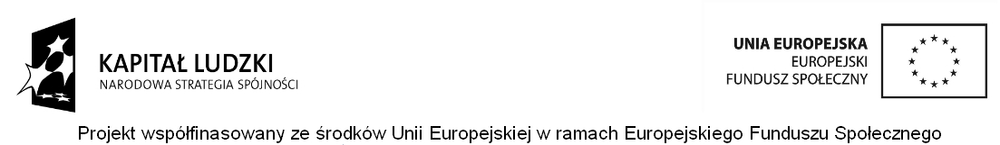 KAPITAŁ LUDZKI
NARODOWA STRATEGIA SPÓJNOŚCI
UNIA EUROPEJSKA
EUROPEJSKI
FUNDUSZ SPOŁECZNY
Projekt współfinasowany ze środków Unii Europejskiej w ramach Europejskiego Funduszu Społecznego